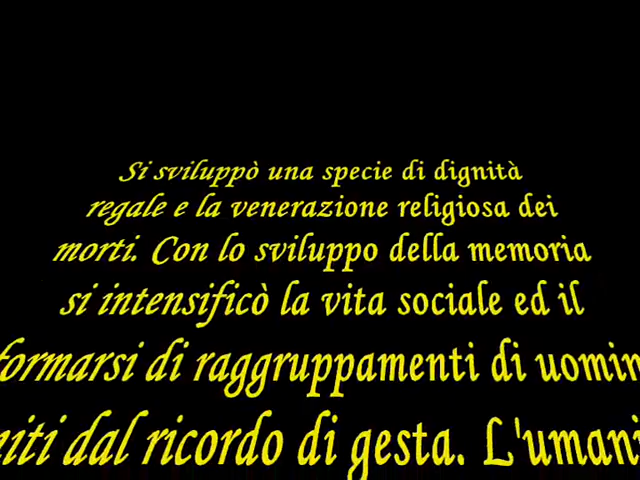 Si sviluppò una specie di dignità
regale e la venerazione religiosa dei
morti. Con lo sviluppo della memoria
si intensificò la vita sociale ed il
formarsi di raggruppamenti di uomin
niti dal ricordo di gesta. L'umani